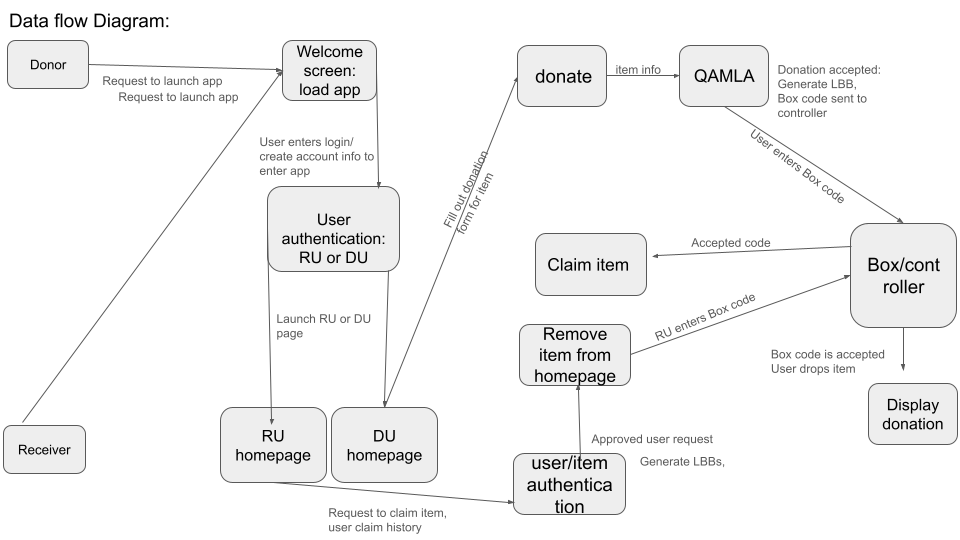 Data flow Diagram:
Donor
Request to launch app
Request to launch app
Welcome
screen:
load app
User enters login/
create account info to
enter app
User
authentication:
RU or DU
Launch RU or DU
page
RU
homepage
DU
homepage
Receiver
Request to claim item,
user claim history
Fill out donation
form for item
donate
item info
QAMLA
Donation accepted:
Generate LBB,
Box code sent to
controller
User enters Box code
Box/cont
roller
Accepted code
Claim item
RU enters Box code
Remove
item from
homepage
Approved user request
Generate LBBs,
user/item
authentica
tion
Box code is accepted
User drops item
Display
donation